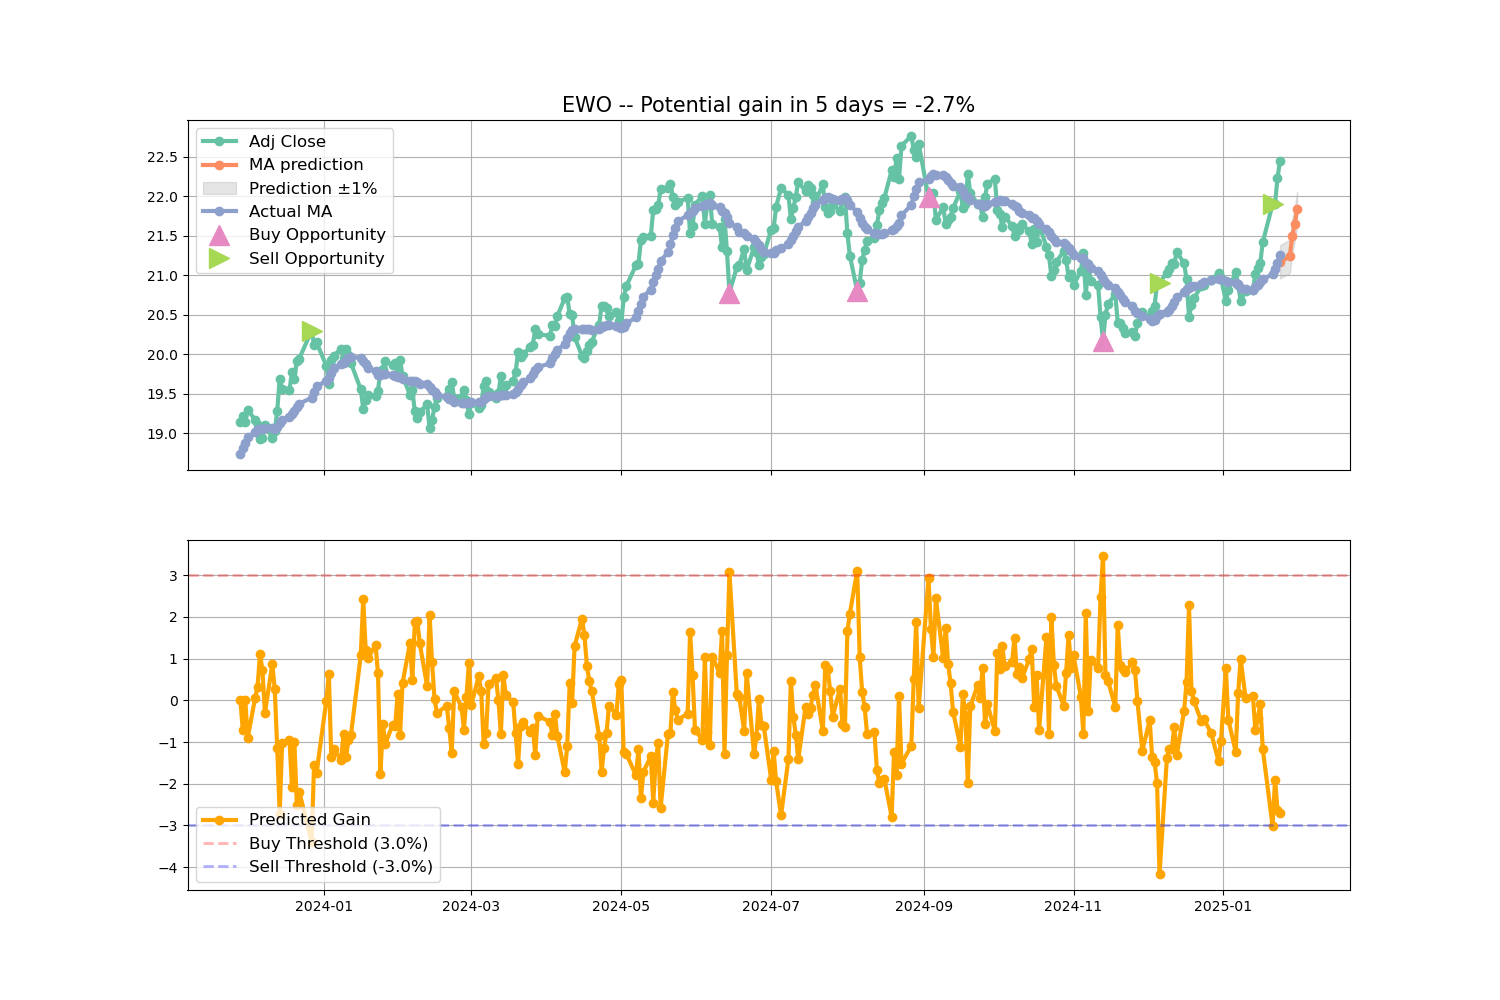 EWO -- Potential gain in 5 days = -2.7%
Adj Close
MA prediction
Prediction ±1%
Actual MA
Buy Opportunity
Sell Opportunity
22.5
22.0
21.5
21.0
20.5
20.0
19.5
19.0
3
2
1
0
−1
−2
−3
−4
Predicted Gain
Buy Threshold (3.0%)
Sell Threshold (-3.0%)
2024-01 2024-03 2024-05 2024-07 2024-09 2024-11 2025-01